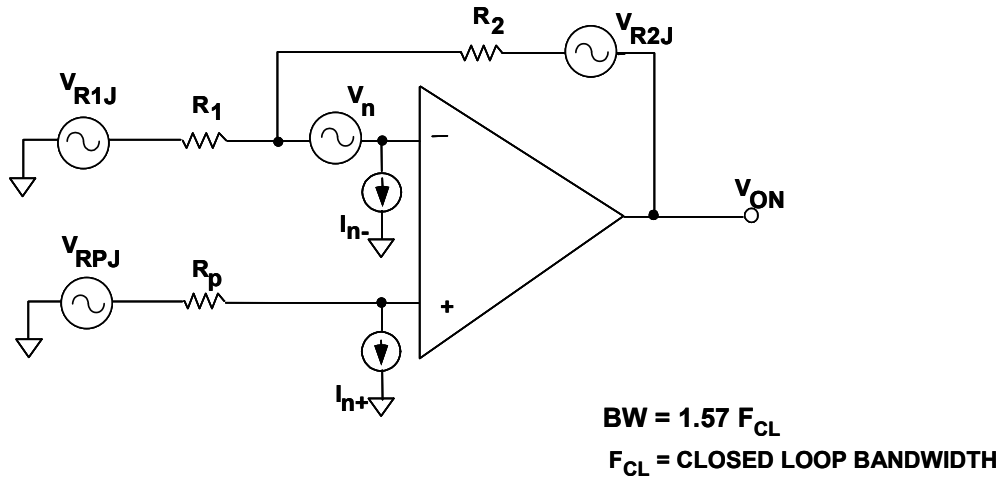 R2
VR2J
VR1J
R1
Vn
−
In-
VON
VRPJ
Rp
+
In+
BW = 1.57 FCL
FCL = CLOSED LOOP BANDWIDTH